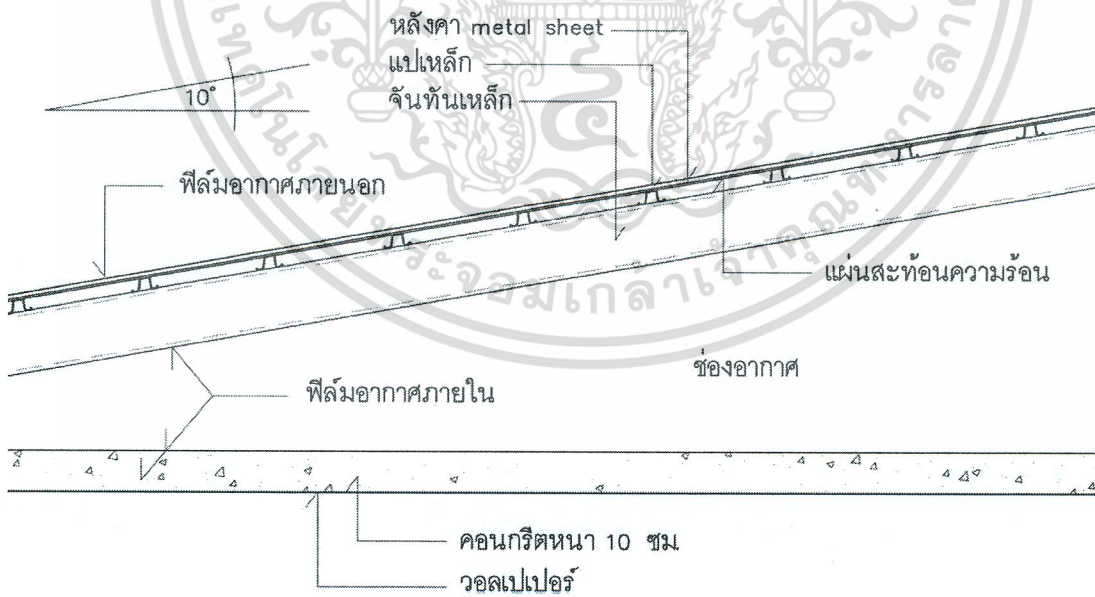 หลังคา metal sheet
แปเหล็ก
จันทันเหล็ก
10°
ฟิล์มอากาศภายนอก
แผ่นสะท้อนความร้อน
ช่องอากาศ
ฟิล์มอากาศภายใน
คอนกรีตหนา 10 ซม.
วอลเปเปอร์